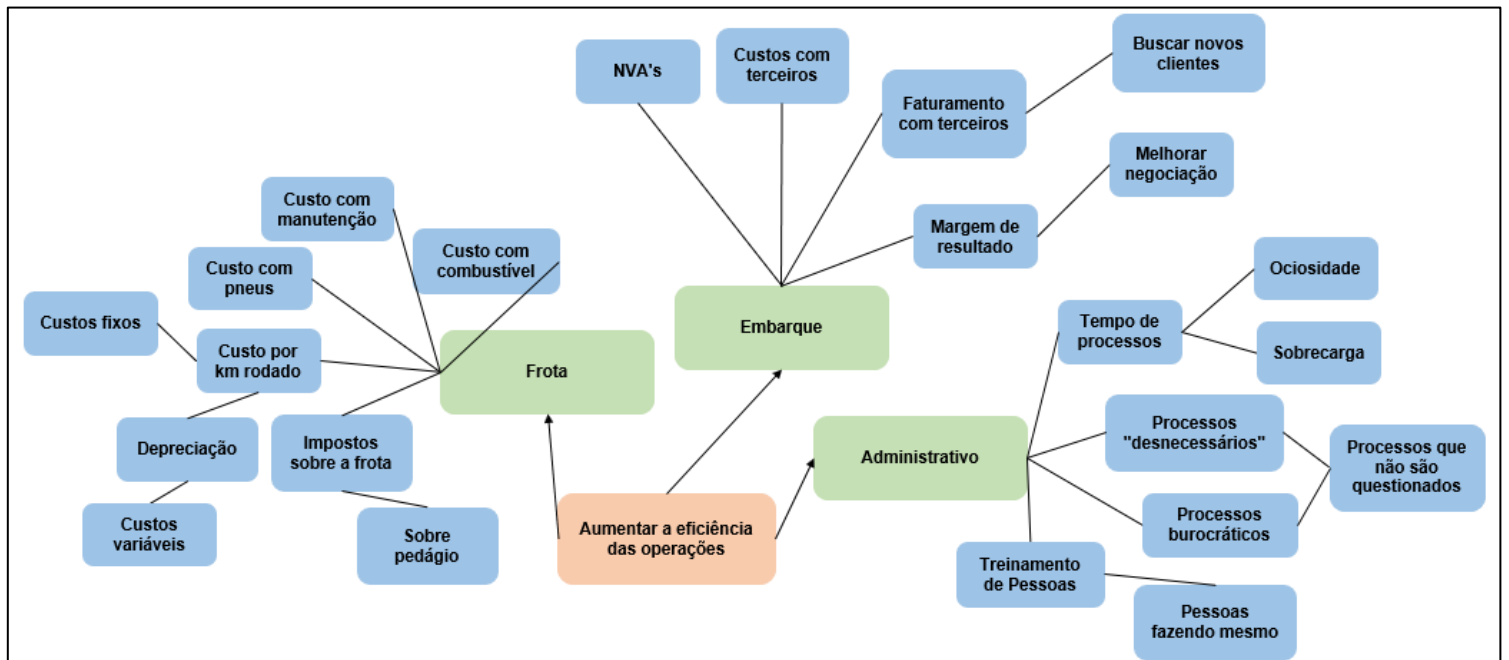 Buscar novos
clientes
NVA's
Custos com
terceiros
Faturamento
com terceiros
Melhorar
negociação
Custo com
manutenção
Margem de
resultado
Custo com
combustível
Custo com
pneus
Ociosidade
Custos fixos
Custo por
km rodado
Embarque
Tempo de
processos
Sobrecarga
Frota
Depreciação
Impostos
sobre a frota
Administrativo
Processos
"desnecessários"
Processos que
não são
questionados
Custos
variáveis
Sobre
pedágio
Aumentar a eficiência
das operações
Processos
burocráticos
Treinamento
de Pessoas
Pessoas
fazendo mesmo